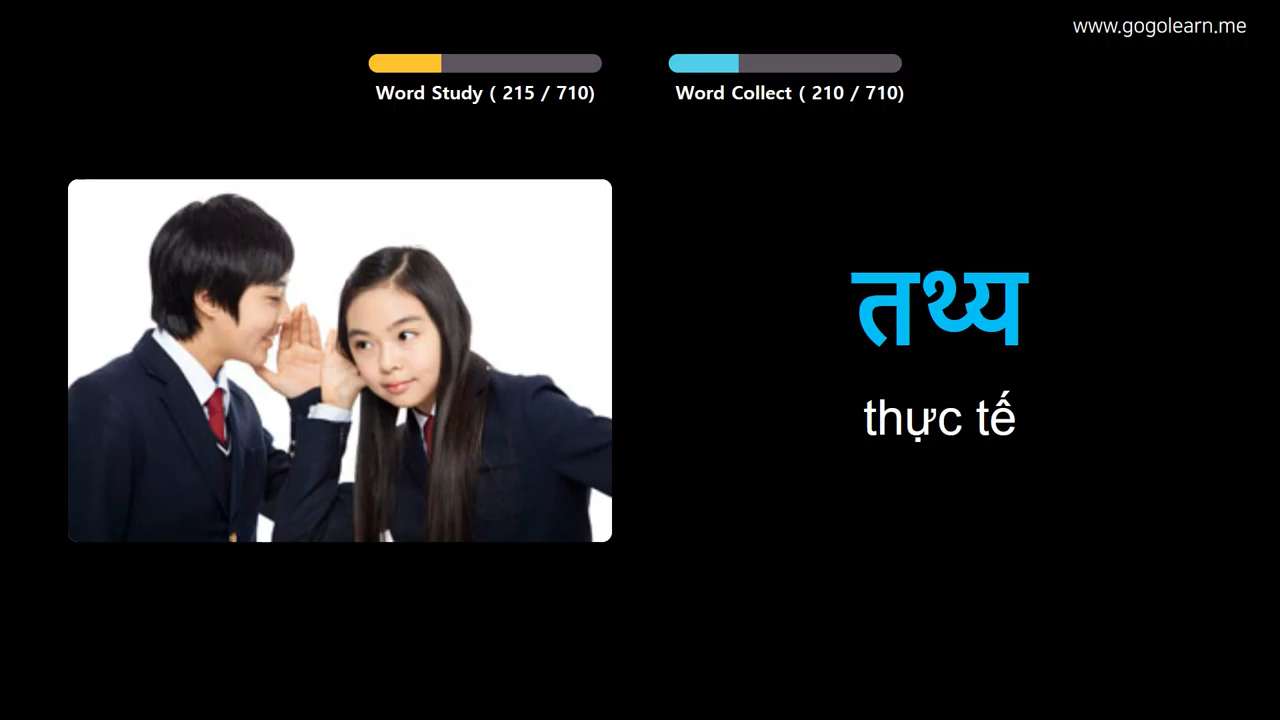 www.gogolearn.me
Word Study ( 215 / 710)
Word Collect ( 210 / 710)
तथ्य
thực tế